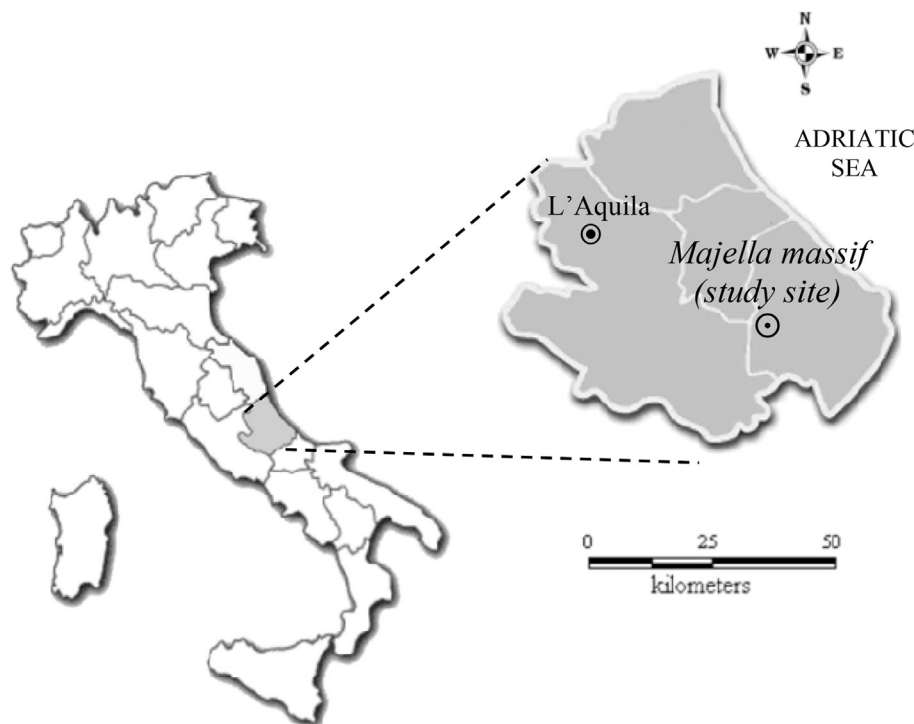 N
W E
S
ADRIATIC
SEA
L’Aquila
Majella massif
(study site)
0 25 50
kilometers